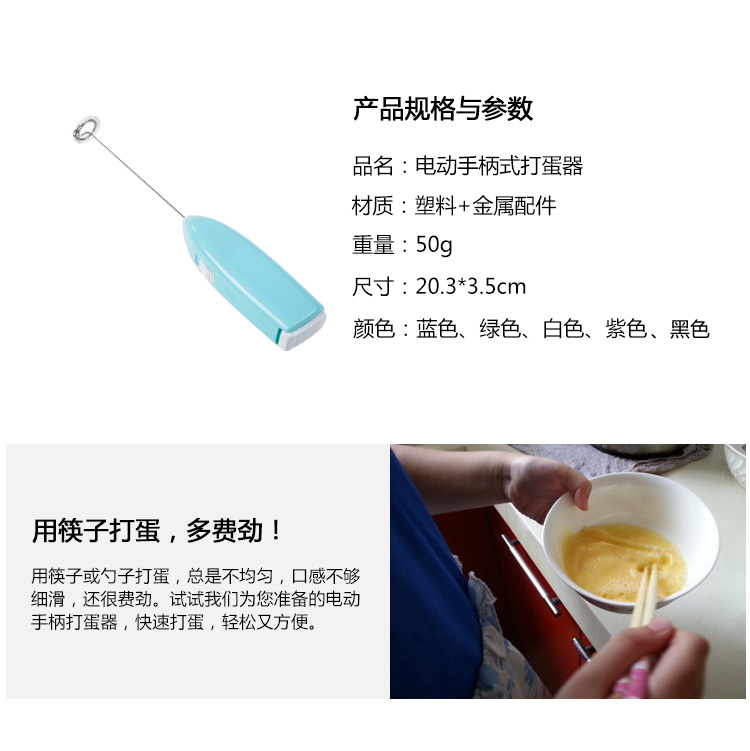 产品规格与参数
品名：电动手柄式打蛋器
材质：塑料+金属配件
重量：50g
尺寸：20.3*3.5cm
颜色：蓝色、绿色、白色、紫色、黑色
用筷子打蛋，多费劲！
用筷子或勺子打蛋，总是不均匀，口感不够
细滑，还很费劲。试试我们为您准备的电动
手柄打蛋器，快速打蛋，轻松又方便。